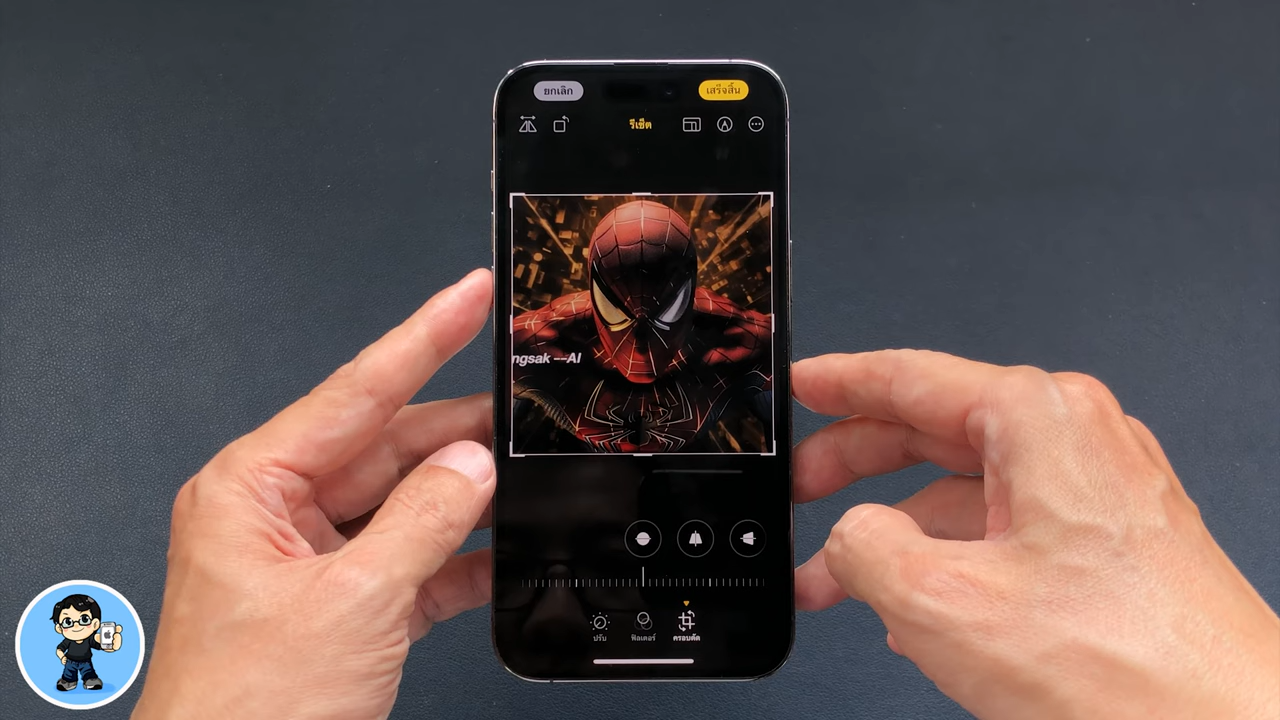 ยกเลิก
เสร็จสิ้น
รีเซ็ต
ngsak --AI
ปรับ
ฟิลเตอร์
ครอบตัด